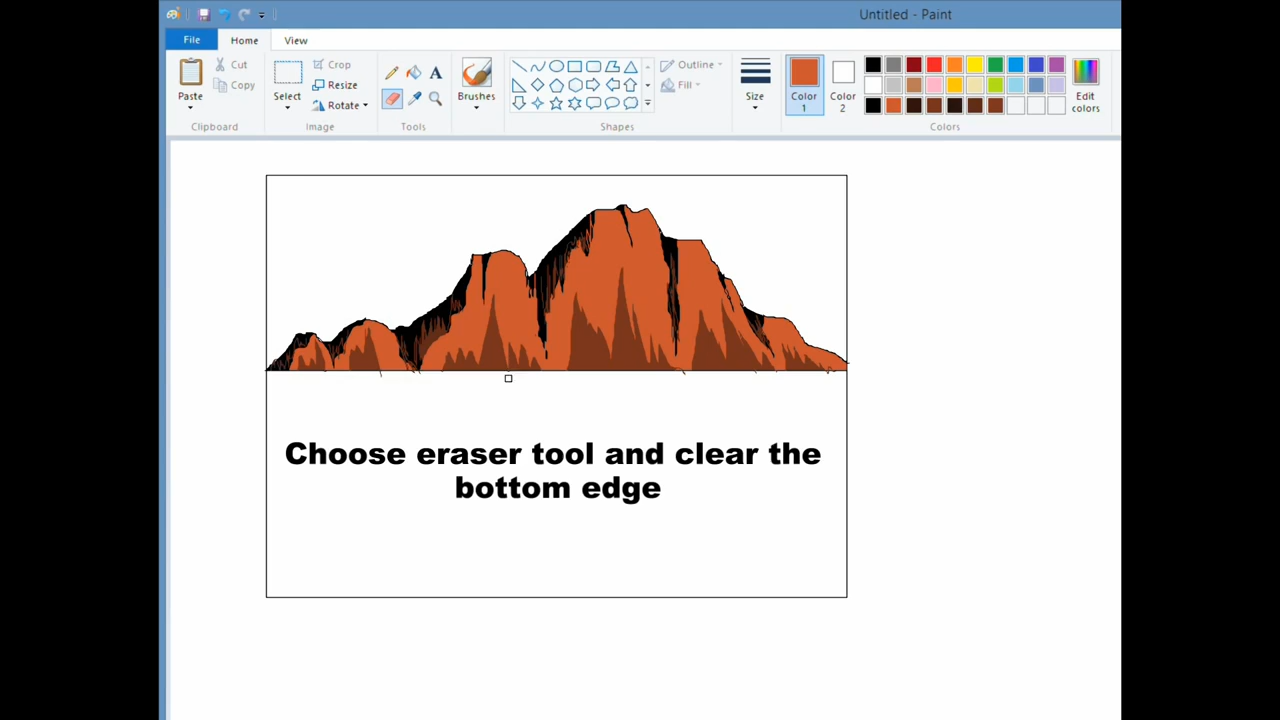 Untitled - Paint
File Home View
Paste Cut Copy
Clipboard
Select Crop Resize Rotate
Image
Tools
Brushes
Outline Fill
Shapes
Size
Color 1
Color 2
Edit colors
Colors
Choose eraser tool and clear the
bottom edge